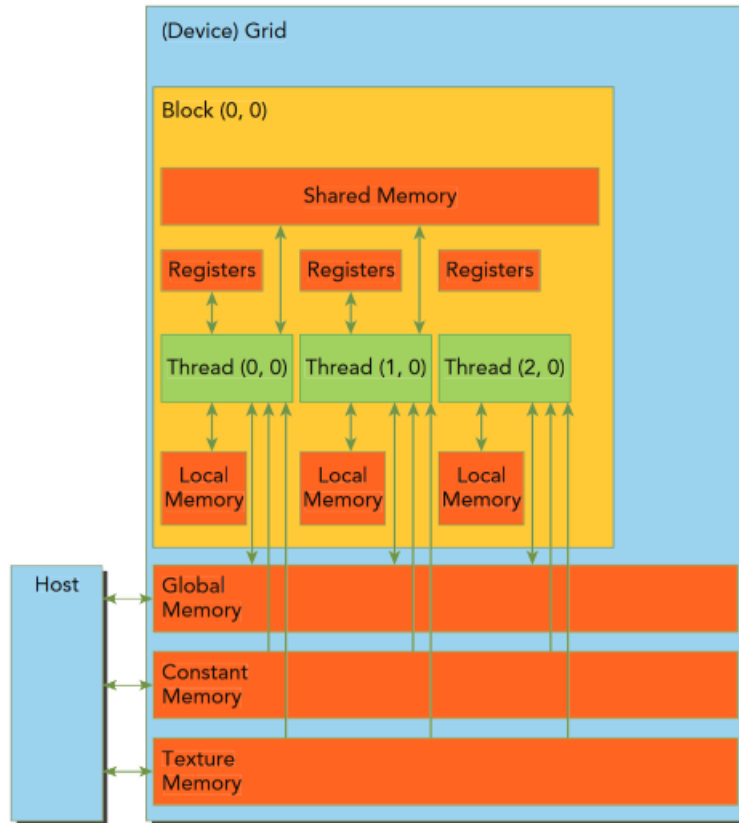 (Device) Grid
Block (0, 0)
Shared Memory
Registers
Registers
Registers
Thread (0, 0)
Thread (1, 0)
Thread (2, 0)
Local
Memory
Local
Memory
Local
Memory
Host
Global
Memory
Constant
Memory
Texture
Memory